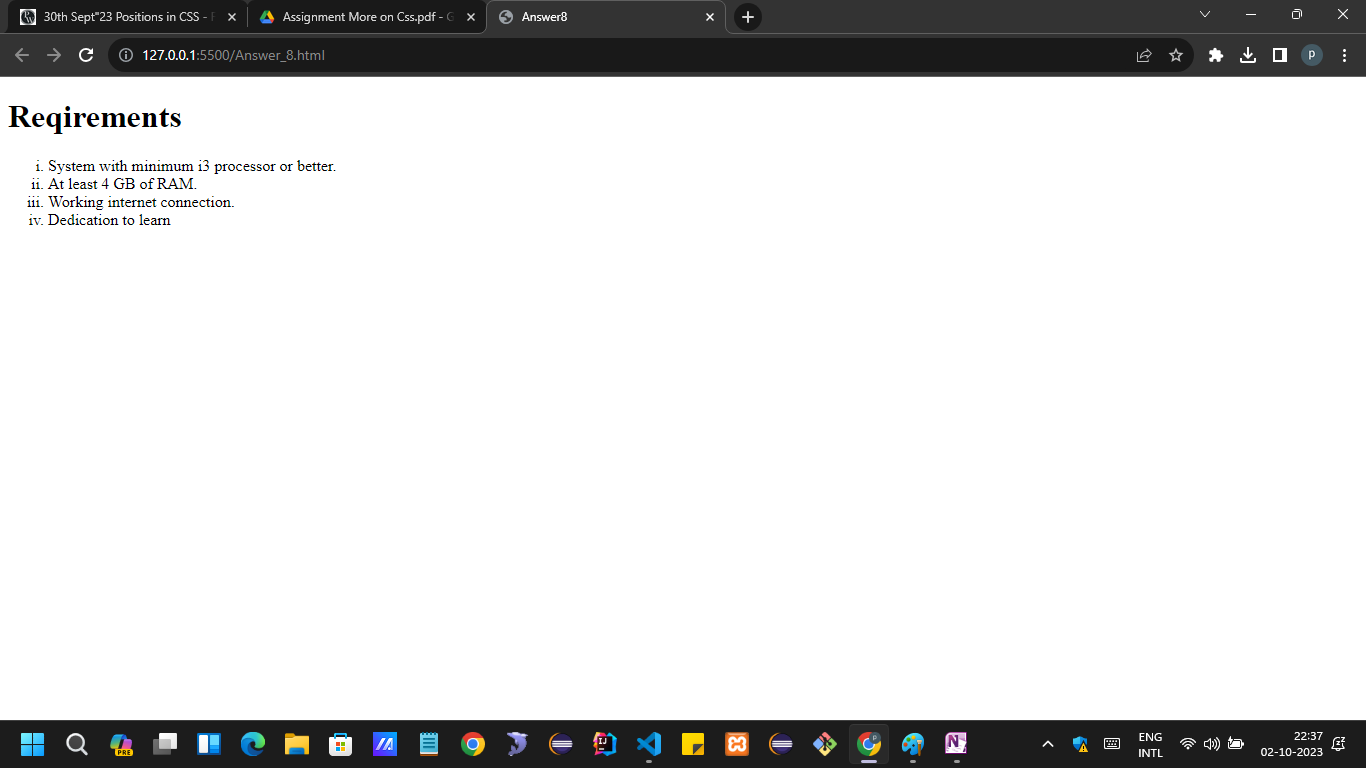 30th Sept"23 Positions in CSS -
Assignment More on Css.pdf - G
Answer8
127.0.0.1:5500/Answer_8.html
p
Reqirements
i. System with minimum i3 processor or better.
ii. At least 4 GB of RAM.
iii. Working internet connection.
iv. Dedication to learn
PRE
IJ
N
ENG
INTL
22:37
02-10-2023